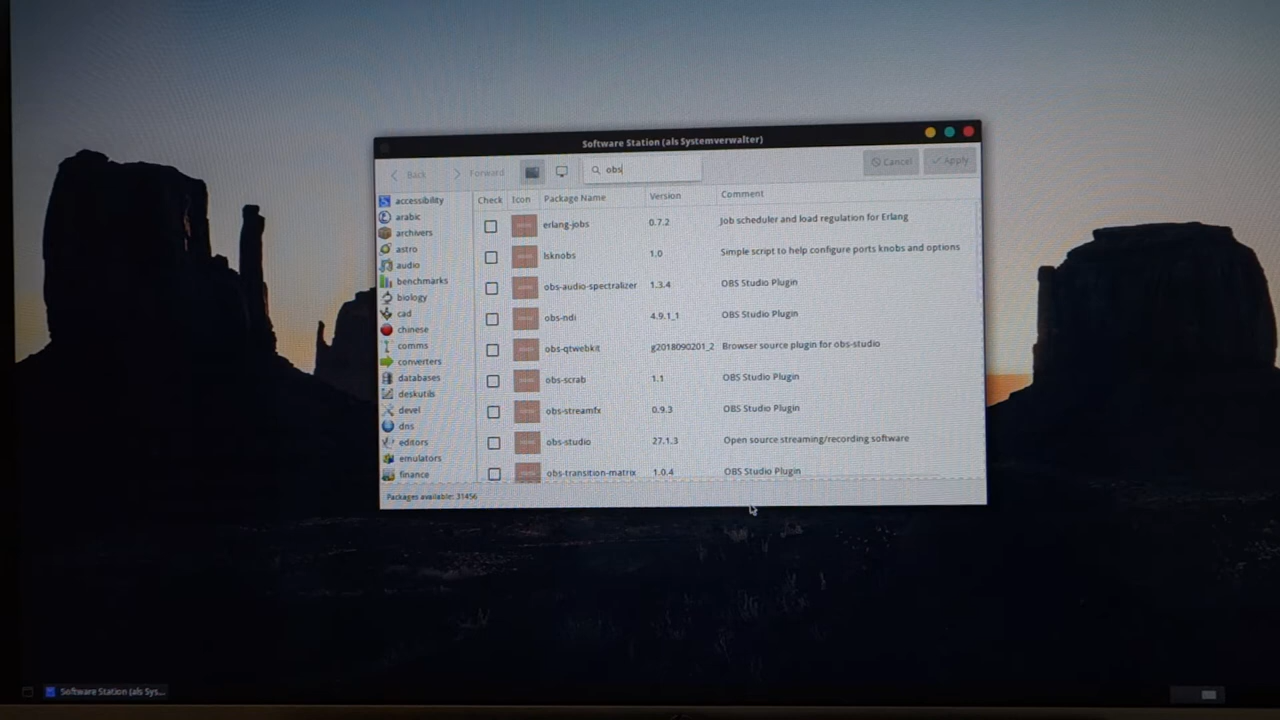 Software Station (als Systemverwalter)
Back Forward obs Cancel Apply
Check Icon Package Name Version Comment
accessibility
arabic
archivers
astro
audio
benchmarks
biology
cad
chinese
comms
converters
databases
deskutils
devel
dns
editors
emulators
finance
erlang-jobs 0.7.2 Job scheduler and load regulation for Erlang
lsknobs 1.0 Simple script to help configure ports knobs and options
obs-audio-spectralizer 1.3.4 OBS Studio Plugin
obs-ndi 4.9.1_1 OBS Studio Plugin
obs-qtwebkit g2018090201_2 Browser source plugin for obs-studio
obs-scrab 1.1 OBS Studio Plugin
obs-streamfx 0.9.3 OBS Studio Plugin
obs-studio 27.1.3 Open source streaming/recording software
obs-transition-matrix 1.0.4 OBS Studio Plugin
Packages available: 31456
Software Station (als Sys...